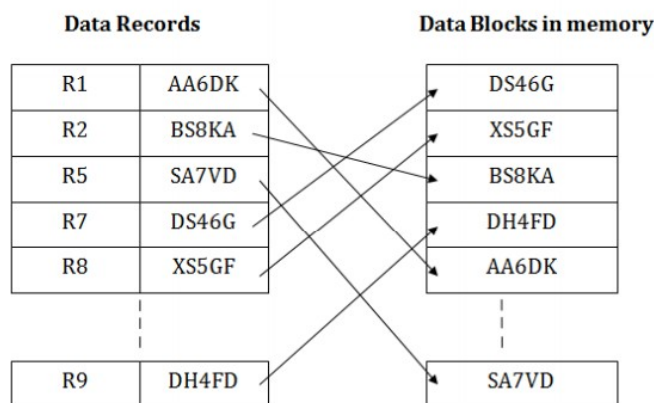 Data Records Data Blocks in memory
R1 AA6DK DS46G
R2 BS8KA XS5GF
R5 SA7VD BS8KA
R7 DS46G DH4FD
R8 XS5GF AA6DK
R9 DH4FD SA7VD